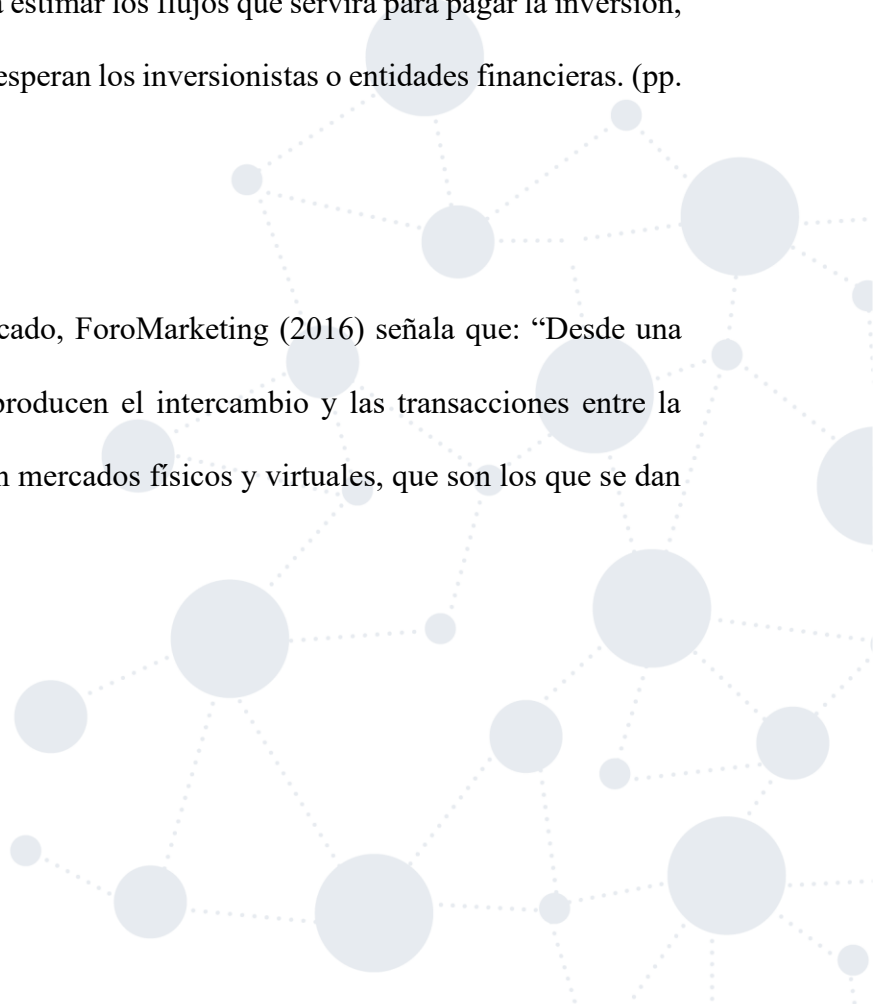 estimar los flujos que servirá para pagar la inversión,
esperan los inversionistas o entidades financieras. (pp.
cado, ForoMarketing (2016) señala que: “Desde una
producen el intercambio y las transacciones entre la
n mercados físicos y virtuales, que son los que se dan